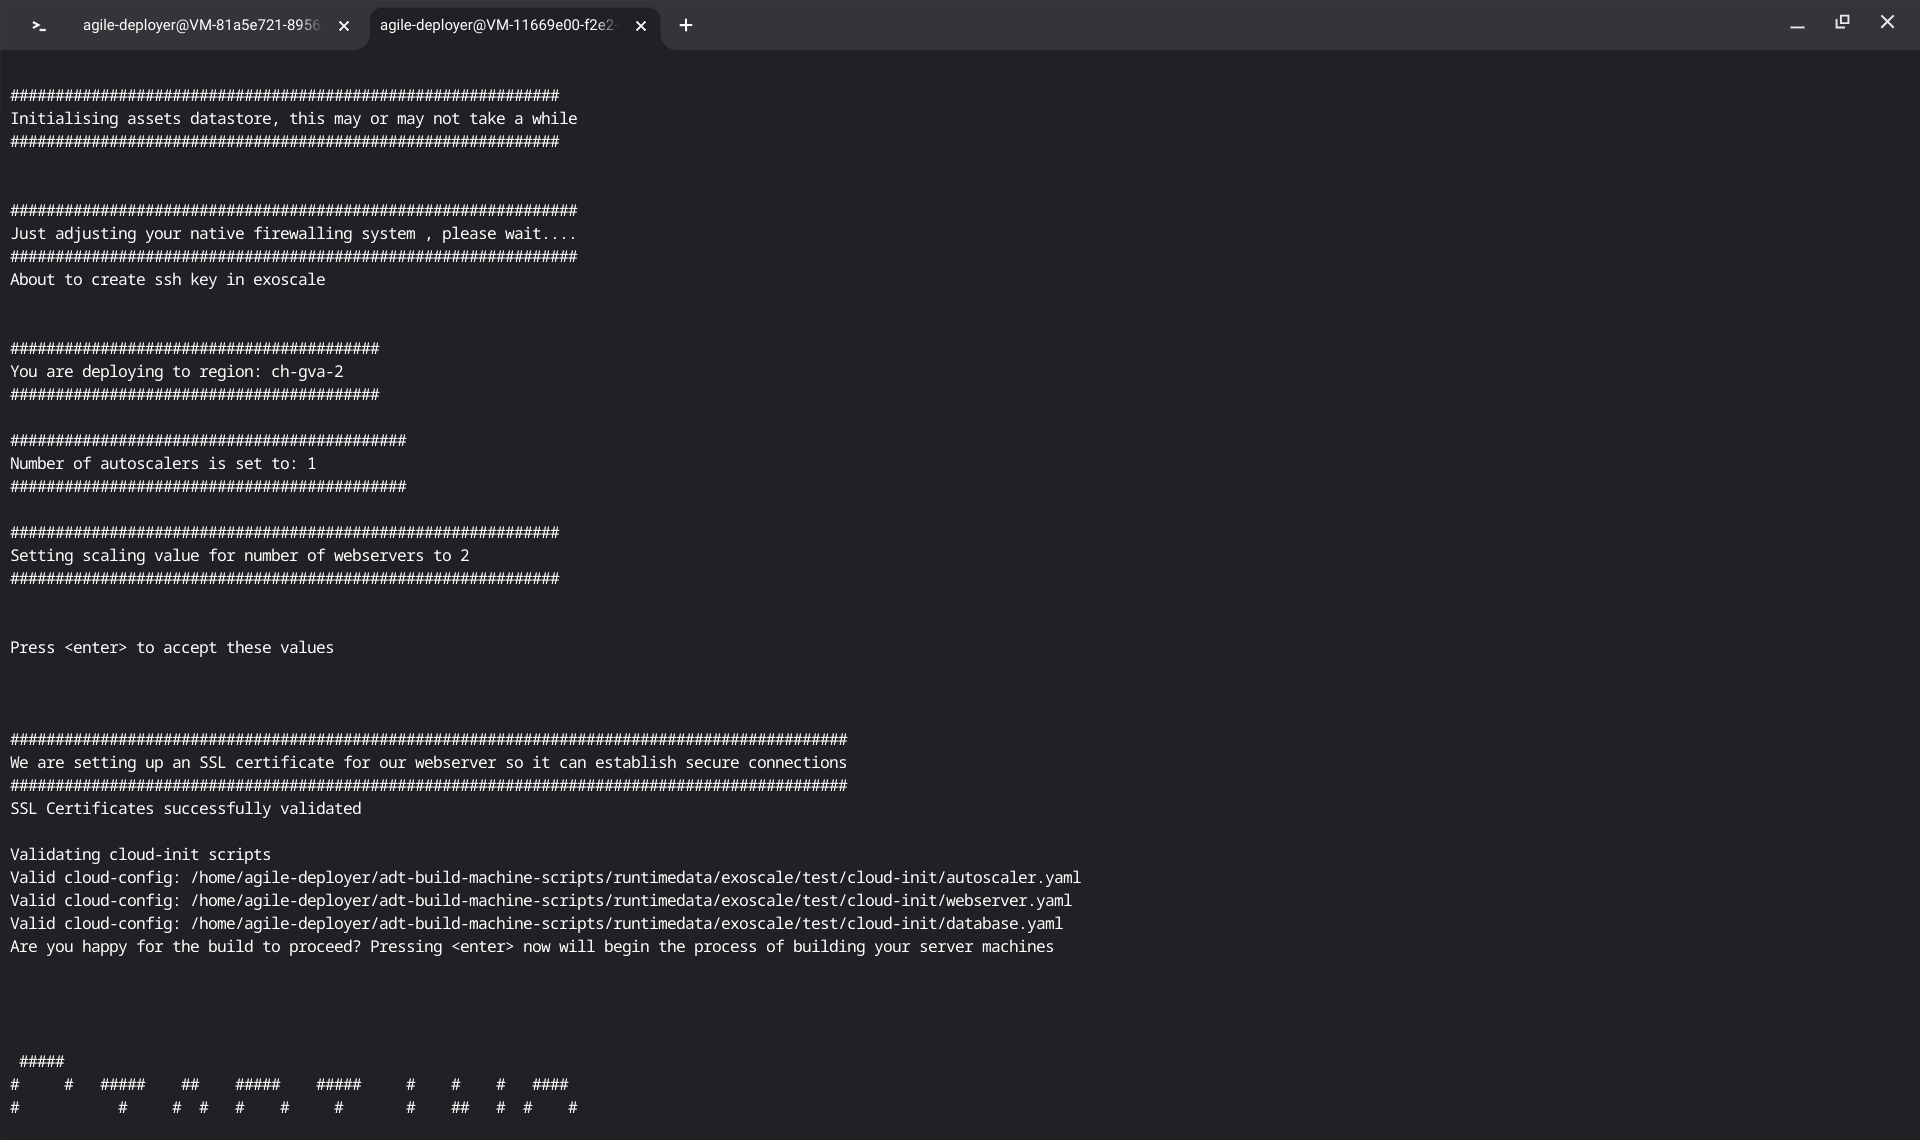 agile-deployer@VM-81a5e721-8956
agile-deployer@VM-11669e00-f2e2-
#############################################################
Initialising assets datastore, this may or may not take a while
#############################################################
###############################################################
Just adjusting your native firewalling system , please wait....
###############################################################
About to create ssh key in exoscale
#########################################
You are deploying to region: ch-gva-2
#########################################
############################################
Number of autoscalers is set to: 1
############################################
#############################################################
Setting scaling value for number of webservers to 2
#############################################################
Press <enter> to accept these values
#############################################################################################
We are setting up an SSL certificate for our webserver so it can establish secure connections
#############################################################################################
SSL Certificates successfully validated
Validating cloud-init scripts
Valid cloud-config: /home/agile-deployer/adt-build-machine-scripts/runtimedata/exoscale/test/cloud-init/autoscaler.yaml
Valid cloud-config: /home/agile-deployer/adt-build-machine-scripts/runtimedata/exoscale/test/cloud-init/webserver.yaml
Valid cloud-config: /home/agile-deployer/adt-build-machine-scripts/runtimedata/exoscale/test/cloud-init/database.yaml
Are you happy for the build to proceed? Pressing <enter> now will begin the process of building your server machines
 #####
#     #   #####    ##    #####    #####     #    #    #   ####
#           #     #  #   #    #     #       #    ##   #  #    #